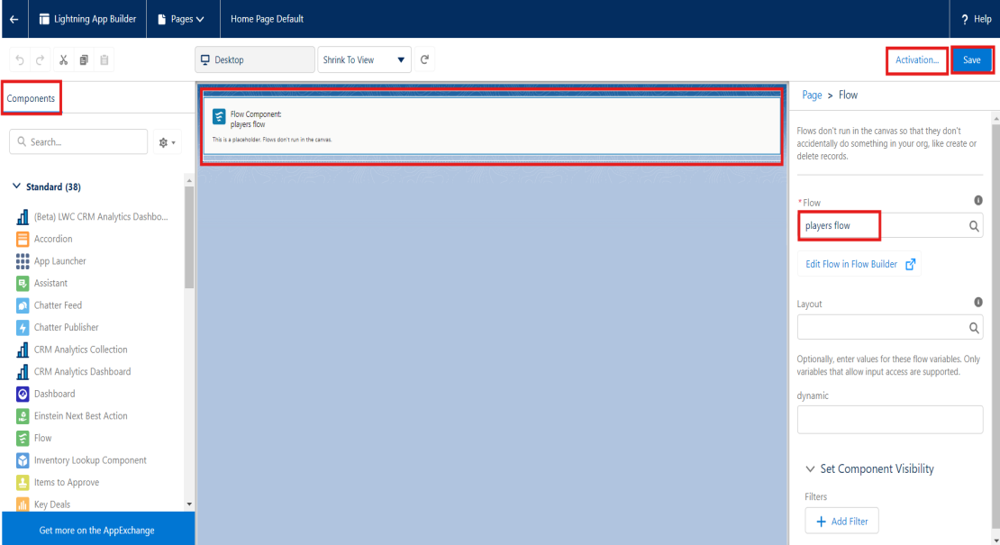 Lightning App Builder
Pages
Home Page Default
? Help
Desktop
Shrink To View
Activation...
Save
Components
Search...
Standard (38)
(Beta) LWC CRM Analytics Dashbo...
Accordion
App Launcher
Assistant
Chatter Feed
Chatter Publisher
CRM Analytics Collection
CRM Analytics Dashboard
Dashboard
Einstein Next Best Action
Flow
Inventory Lookup Component
Items to Approve
Key Deals
Get more on the AppExchange
Flow Component:
players flow
This is a placeholder. Flows don't run in the canvas.
Page > Flow
Flows don't run in the canvas so that they don't
accidentally do something in your org, like create or
delete records.
*Flow
players flow
Edit Flow in Flow Builder
Layout
Optionally, enter values for these flow variables. Only
variables that allow input access are supported.
dynamic
Set Component Visibility
Filters
+ Add Filter